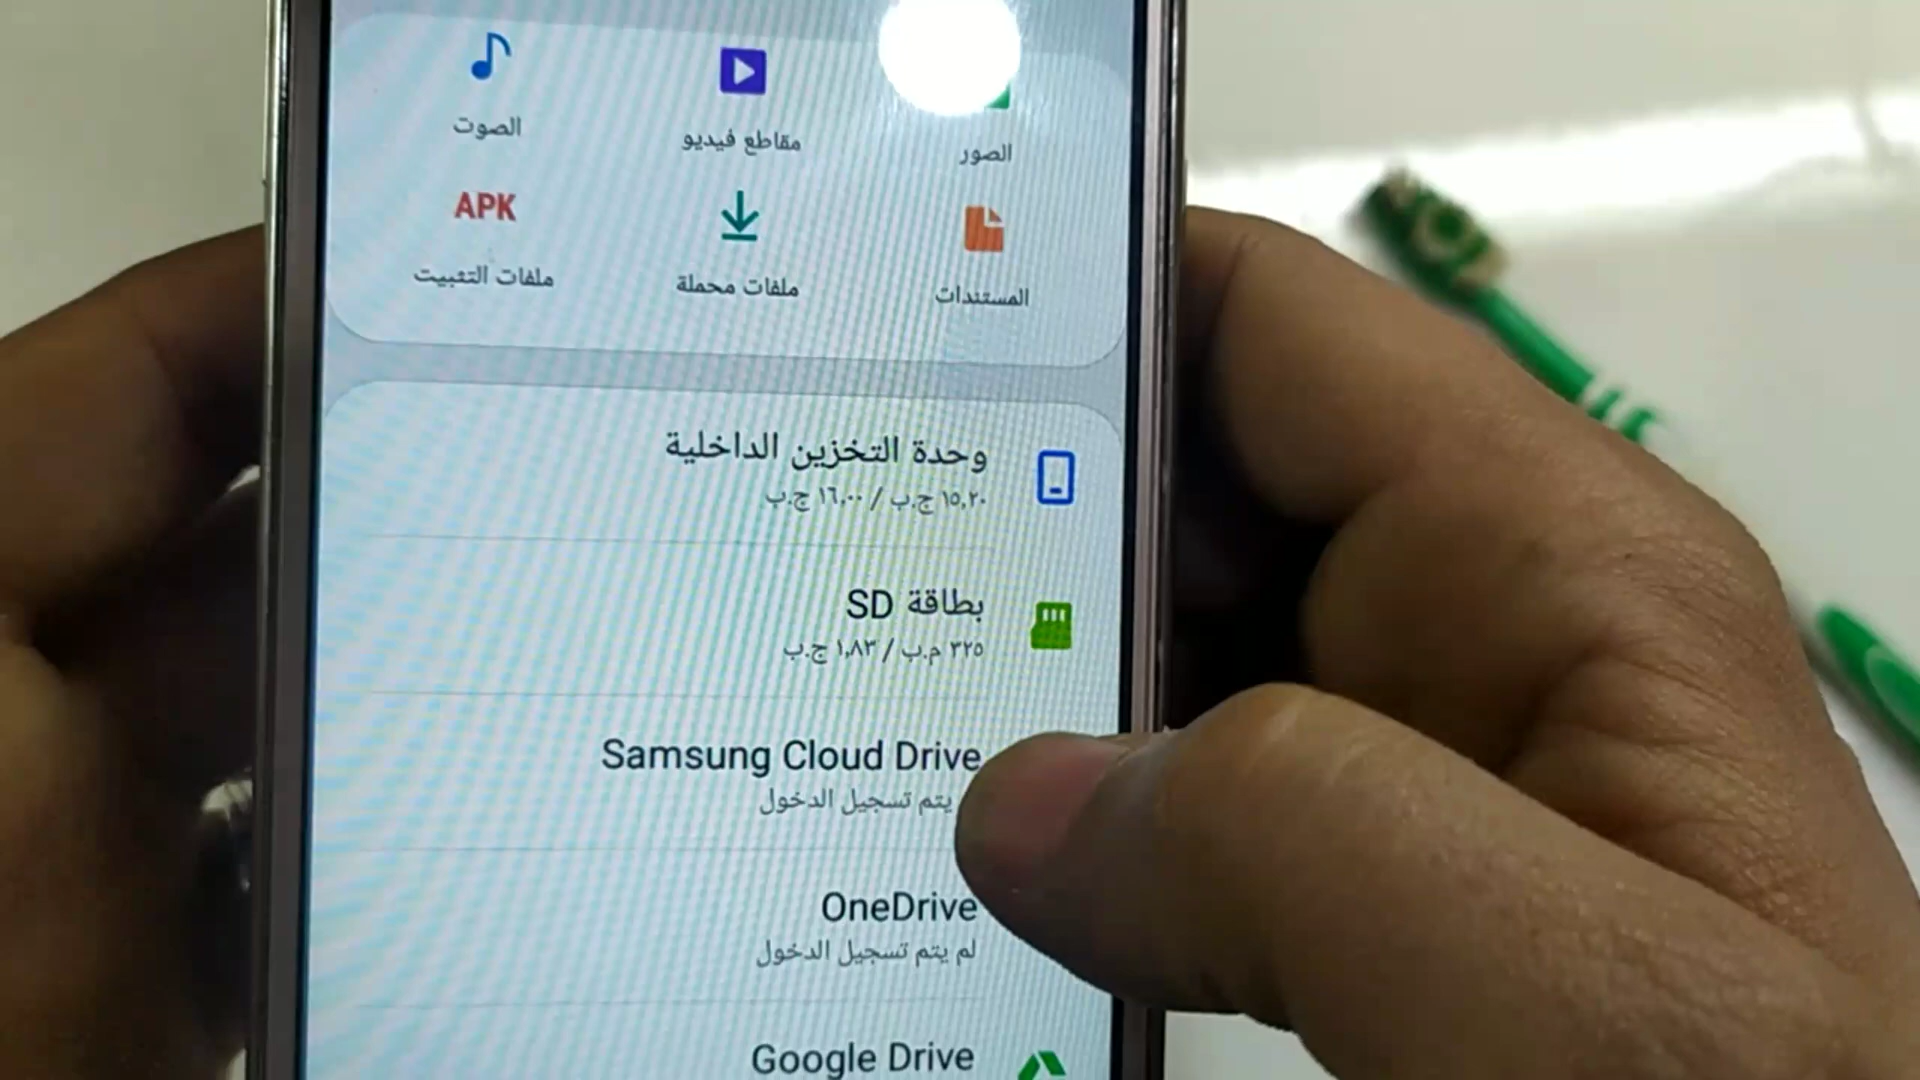 الصور
مقاطع فيديو
الصوت
المستندات
ملفات محملة
APK
ملفات التثبيت
وحدة التخزين الداخلية
١٥,٢٠ ج.ب / ١٦,٠٠ ج.ب
بطاقة SD
٣٢٥ م.ب / ١,٨٣ ج.ب
Samsung Cloud Drive
يتم تسجيل الدخول
OneDrive
لم يتم تسجيل الدخول
Google Drive